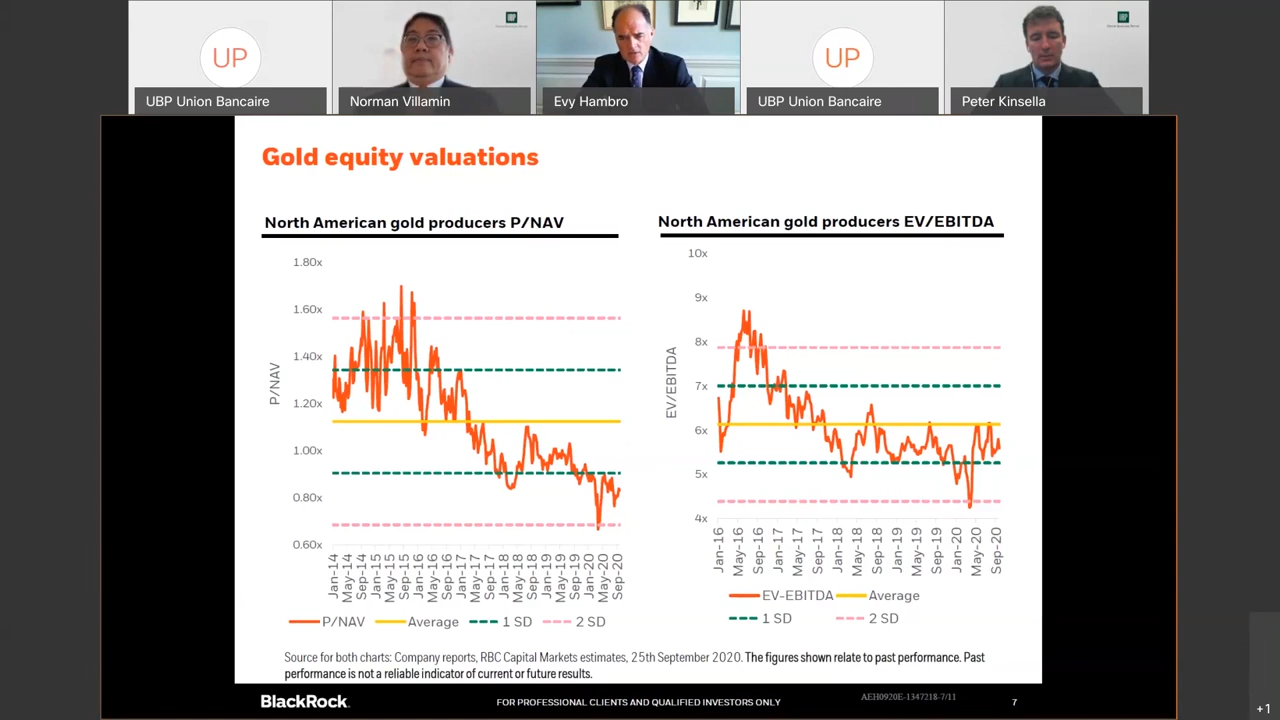 UP
UBP Union Bancaire
UBP
Norman Villamin
Evy Hambro
UP
UBP Union Bancaire
UBP
Peter Kinsella
Gold equity valuations
North American gold producers P/NAV
1.80x
1.60x
1.40x
1.20x
1.00x
0.80x
0.60x
P/NAV
Jan-14
May-14
Sep-14
Jan-15
May-15
Sep-15
Jan-16
May-16
Sep-16
Jan-17
May-17
Sep-17
Jan-18
May-18
Sep-18
Jan-19
May-19
Sep-19
Jan-20
May-20
Sep-20
P/NAV Average 1 SD 2 SD
North American gold producers EV/EBITDA
10x
9x
8x
7x
6x
5x
4x
EV/EBITDA
Jan-16
May-16
Sep-16
Jan-17
May-17
Sep-17
Jan-18
May-18
Sep-18
Jan-19
May-19
Sep-19
Jan-20
May-20
Sep-20
EV-EBITDA Average
1 SD 2 SD
Source for both charts: Company reports, RBC Capital Markets estimates, 25th September 2020. The figures shown relate to past performance. Past
performance is not a reliable indicator of current or future results.
BlackRock.
FOR PROFESSIONAL CLIENTS AND QUALIFIED INVESTORS ONLY
AEH0920E-1347218-7/11
7
+1